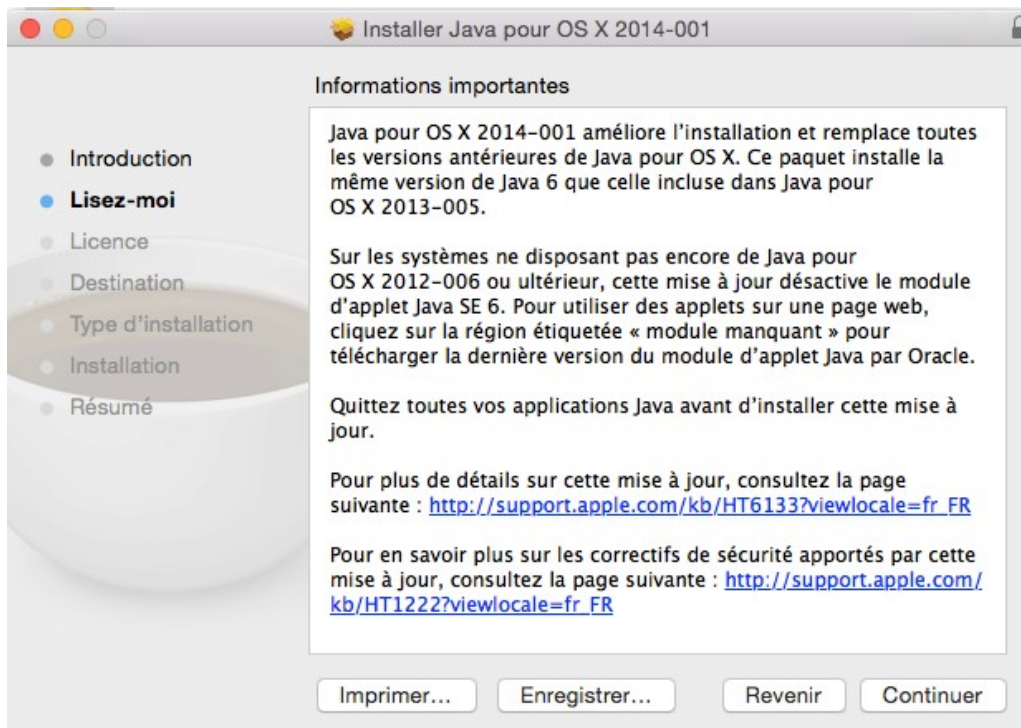 Installer Java pour OS X 2014-001
Informations importantes
Introduction
Lisez-moi
Licence
Destination
Type d'installation
Installation
Résumé
Java pour OS X 2014-001 améliore l'installation et remplace toutes
les versions antérieures de Java pour OS X. Ce paquet installe la
même version de Java 6 que celle incluse dans Java pour
OS X 2013-005.
Sur les systèmes ne disposant pas encore de Java pour
OS X 2012-006 ou ultérieur, cette mise à jour désactive le module
d'applet Java SE 6. Pour utiliser des applets sur une page web,
cliquez sur la région étiquetée « module manquant » pour
télécharger la dernière version du module d'applet Java par Oracle.
Quittez toutes vos applications Java avant d'installer cette mise à
jour.
Pour plus de détails sur cette mise à jour, consultez la page
suivante : http://support.apple.com/kb/HT6133?viewlocale=fr_FR
Pour en savoir plus sur les correctifs de sécurité apportés par cette
mise à jour, consultez la page suivante : http://support.apple.com/
kb/HT1222?viewlocale=fr_FR
Imprimer... Enregistrer... Revenir Continuer